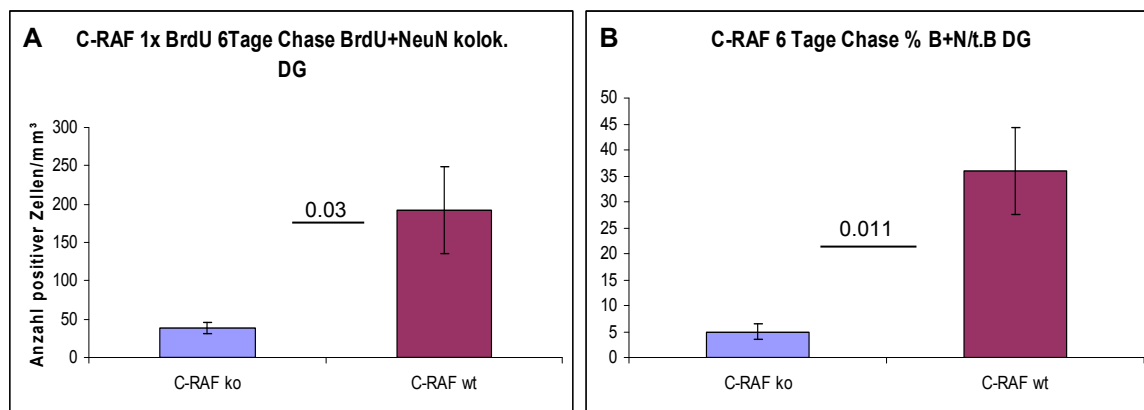 A
C-RAF 1x BrdU 6Tage Chase BrdU+NeuN kolok.
DG
Anzahl positiver Zellen/mm³
300
250
200
150
100
50
0
0.03
C-RAF ko
C-RAF wt
B
C-RAF 6 Tage Chase % B+N/t.B DG
50
45
40
35
30
25
20
15
10
5
0
0.011
C-RAF ko
C-RAF wt